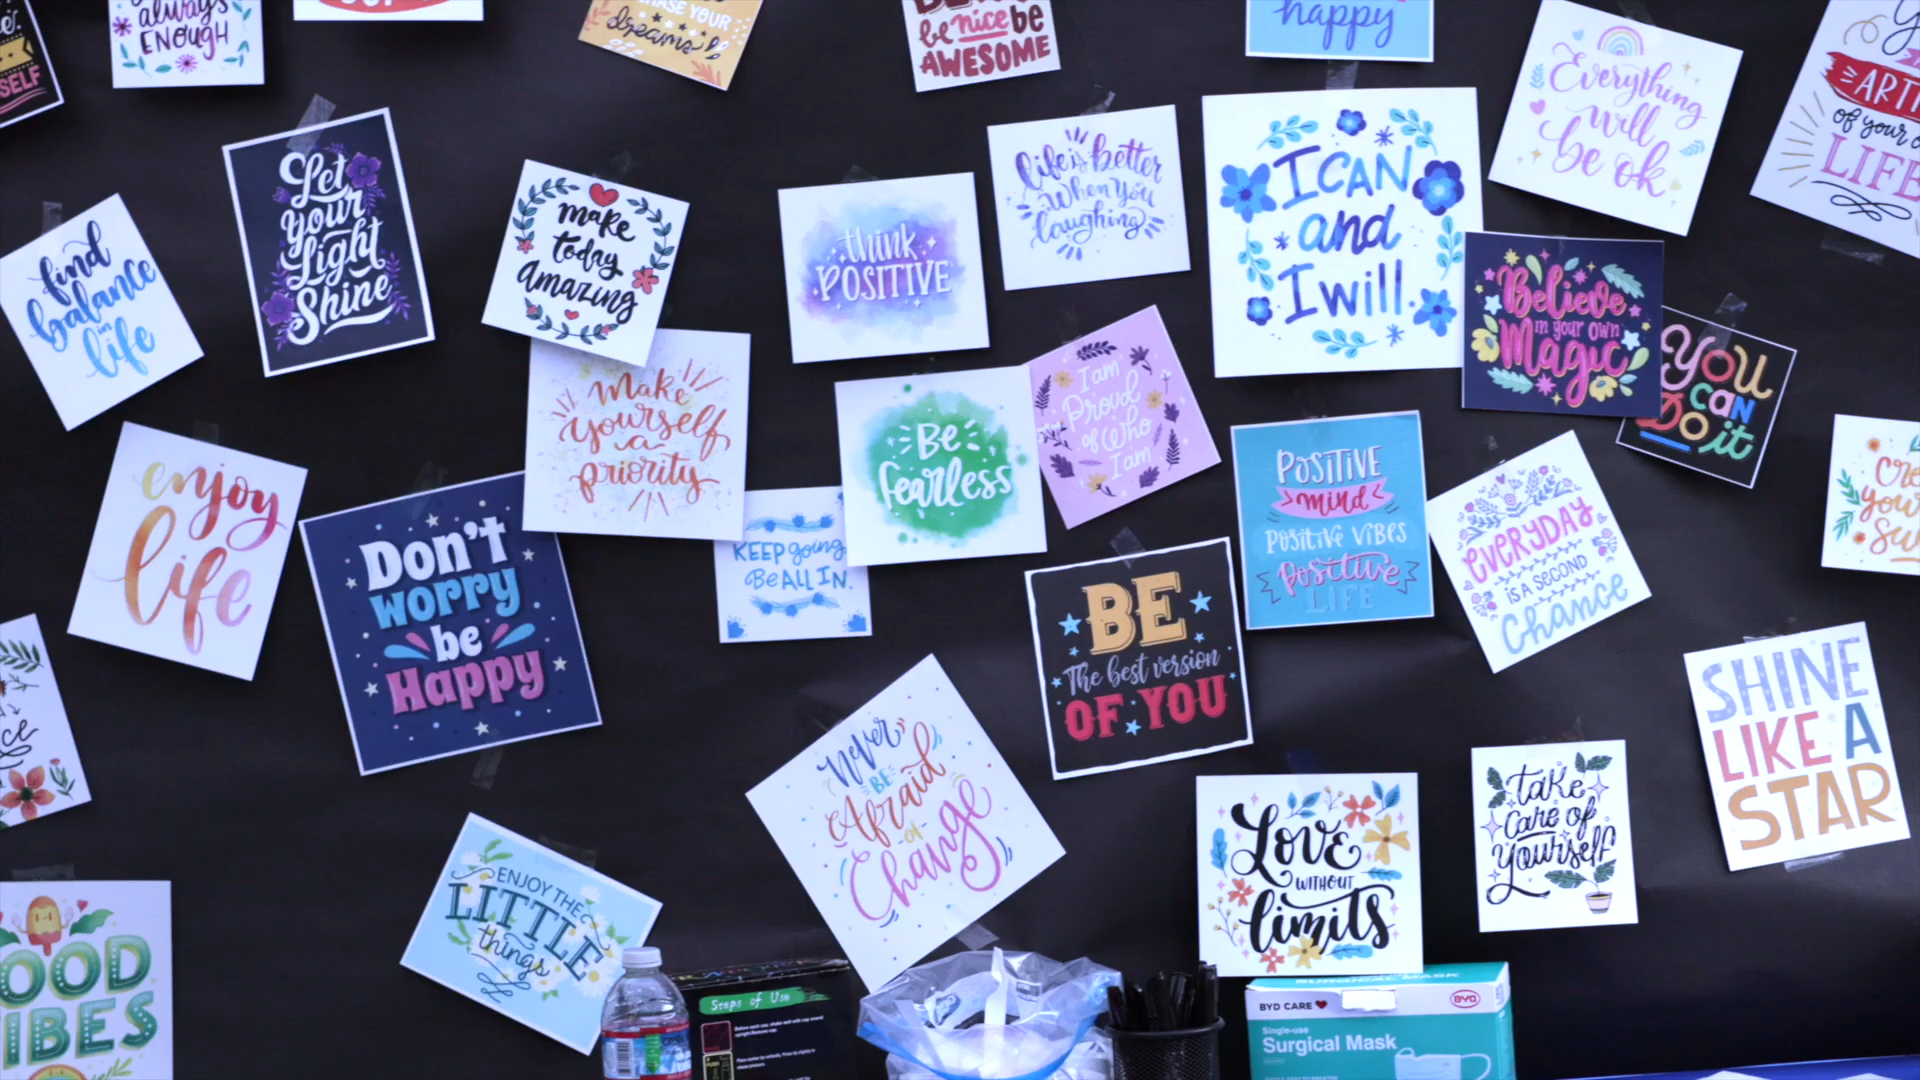 SELF
always
ENOUGH
CHASE YOUR
dreams
be nice be
AWESOME
happy
Everything
will
be ok
of your
LIFE
find
balance
in
life
Let
your
Light
Shine
make
today
amazing
think
POSITIVE
life is better
when you
laughing
I CAN
and
I will
Believe
in your own
Magic
You
can
Do it
enjoy
life
Don't
worry
be
Happy
Make
yourself
a
priority
KEEP going
Be ALL IN.
Be
fearless
I am
Proud
of Who
I am
POSITIVE
mind
POSITIVE VIBES
positive
LIFE
EVERYDAY
IS A SECOND
Chance
BE
The best version
OF YOU
SHINE
LIKE A
STAR
never
BE
Afraid
of
Change
ENJOY THE
LITTLE
things
Love
WITHOUT
limits
take
care of
yourself
OOD
IBES
Steps of Use
SURGICAL MASK
BYD CARE
BYD
Single-use
Surgical Mask